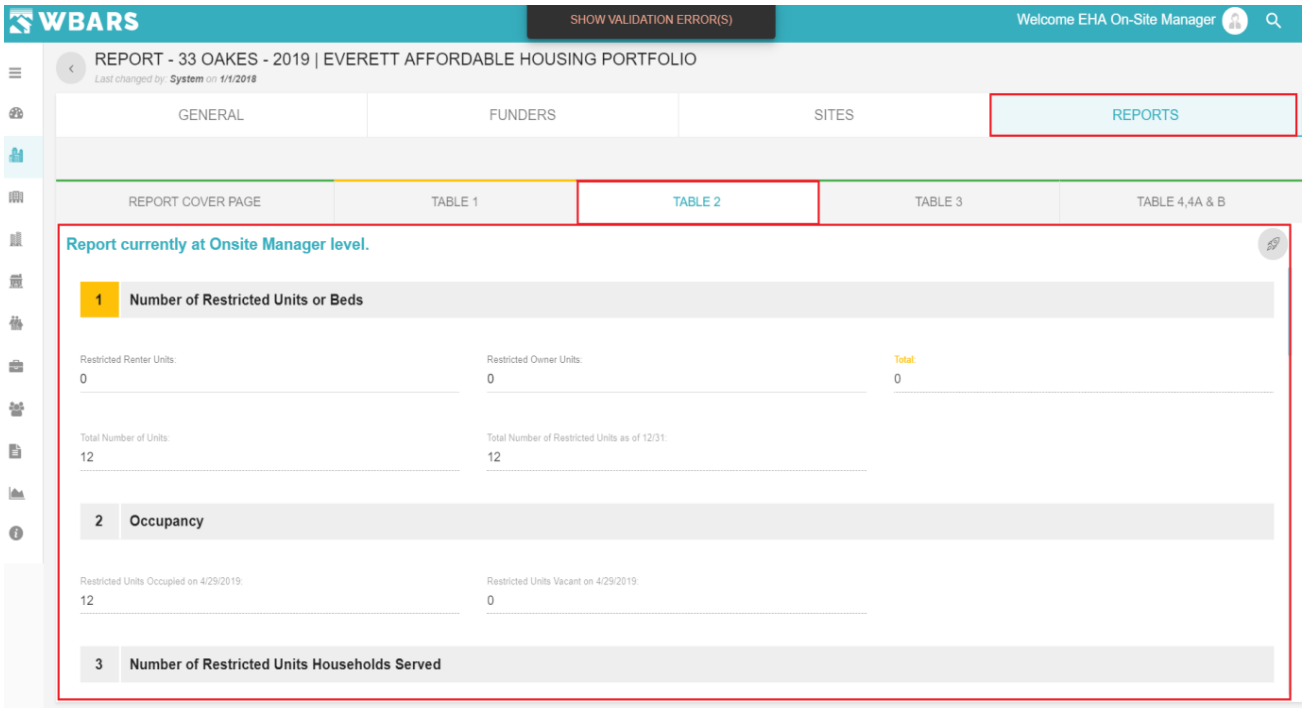 WBARS
SHOW VALIDATION ERROR(S)
Welcome EHA On-Site Manager
REPORT - 33 OAKES - 2019 | EVERETT AFFORDABLE HOUSING PORTFOLIO
Last changed by: System on 1/1/2018
GENERAL FUNDERS SITES REPORTS
REPORT COVER PAGE TABLE 1 TABLE 2 TABLE 3 TABLE 4,4A & B
Report currently at Onsite Manager level.
1 Number of Restricted Units or Beds
Restricted Renter Units: Restricted Owner Units: Total:
0 0 0
Total Number of Units: Total Number of Restricted Units as of 12/31:
12 12
2 Occupancy
Restricted Units Occupied on 4/29/2019: Restricted Units Vacant on 4/29/2019:
12 0
3 Number of Restricted Units Households Served